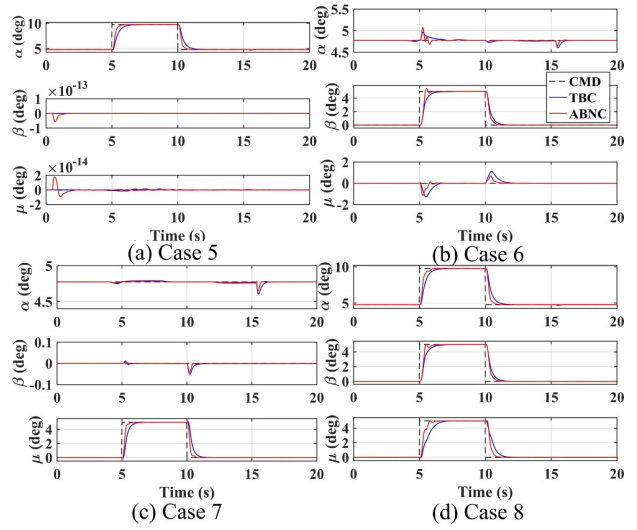 α (deg)
10
5
0 5 10 15 20
×10⁻¹³
β (deg)
1
0
-1
0 5 10 15 20
×10⁻¹⁴
μ (deg)
2
0
-2
0 5 10 15 20
Time (s)
(a) Case 5
α (deg)
5.5
5
4.5
4
0 5 10 15 20
β (deg)
4
2
0
CMD
TBC
ABNC
0 5 10 15 20
μ (deg)
2
0
-2
0 5 10 15 20
Time (s)
(b) Case 6
α (deg)
5
4.5
0 5 10 15 20
β (deg)
0.1
0
-0.1
0 5 10 15 20
μ (deg)
4
2
0
0 5 10 15 20
Time (s)
(c) Case 7
α (deg)
10
5
0 5 10 15 20
β (deg)
4
2
0
0 5 10 15 20
μ (deg)
4
2
0
0 5 10 15 20
Time (s)
(d) Case 8